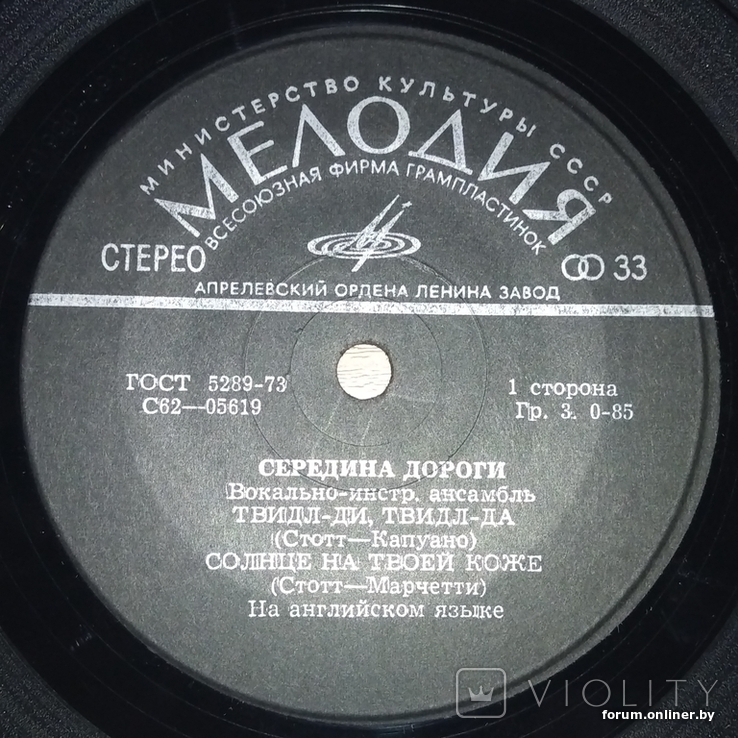 МИНИСТЕРСТВО КУЛЬТУРЫ СССР
МЕЛОДИЯ
ВСЕСОЮЗНАЯ ФИРМА ГРАМПЛАСТИНОК
СТЕРЕО
33
АПРЕЛЕВСКИЙ ОРДЕНА ЛЕНИНА ЗАВОД
ГОСТ 5289-73
С62—05619
1 сторона
Гр. 3. 0-85
СЕРЕДИНА ДОРОГИ
Вокально-инстр. ансамбль
ТВИДЛ-ДИ, ТВИДЛ-ДА
(Стотт—Капуано)
СОЛНЦЕ НА ТВОЕЙ КОЖЕ
(Стотт—Марчетти)
На английском языке
VIOLITY
forum.onliner.by